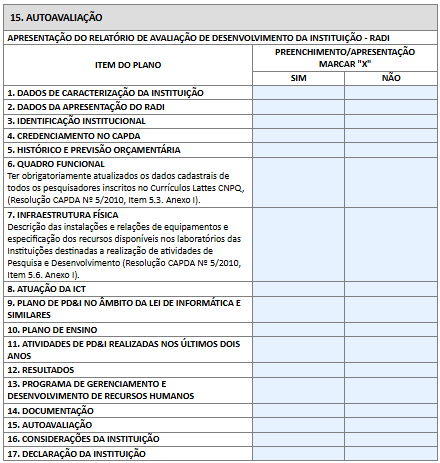 15. AUTOAVALIAÇÃO
APRESENTAÇÃO DO RELATÓRIO DE AVALIAÇÃO DE DESENVOLVIMENTO DA INSTITUIÇÃO - RADI
ITEM DO PLANO
PREENCHIMENTO/APRESENTAÇÃO
MARCAR "X"
SIM
NÃO
1. DADOS DE CARACTERIZAÇÃO DA INSTITUIÇÃO
2. DADOS DA APRESENTAÇÃO DO RADI
3. IDENTIFICAÇÃO INSTITUCIONAL
4. CREDENCIAMENTO NO CAPDA
5. HISTÓRICO E PREVISÃO ORÇAMENTÁRIA
6. QUADRO FUNCIONAL
Ter obrigatoriamente atualizados os dados cadastrais de
todos os pesquisadores inscritos no Currículos Lattes CNPQ,
(Resolução CAPDA Nº 5/2010, Item 5.3. Anexo I).
7. INFRAESTRUTURA FÍSICA
Descrição das instalações e relações de equipamentos e
especificação dos recursos disponíveis nos laboratórios das
Instituições destinadas a realização de atividades de
Pesquisa e Desenvolvimento (Resolução CAPDA Nº 5/2010,
Item 5.6. Anexo I).
8. ATUAÇÃO DA ICT
9. PLANO DE PD&I NO ÂMBITO DA LEI DE INFORMÁTICA E
SIMILARES
10. PLANO DE ENSINO
11. ATIVIDADES DE PD&I REALIZADAS NOS ÚLTIMOS DOIS
ANOS
12. RESULTADOS
13. PROGRAMA DE GERENCIAMENTO E
DESENVOLVIMENTO DE RECURSOS HUMANOS
14. DOCUMENTAÇÃO
15. AUTOAVALIAÇÃO
16. CONSIDERAÇÕES DA INSTITUIÇÃO
17. DECLARAÇÃO DA INSTITUIÇÃO